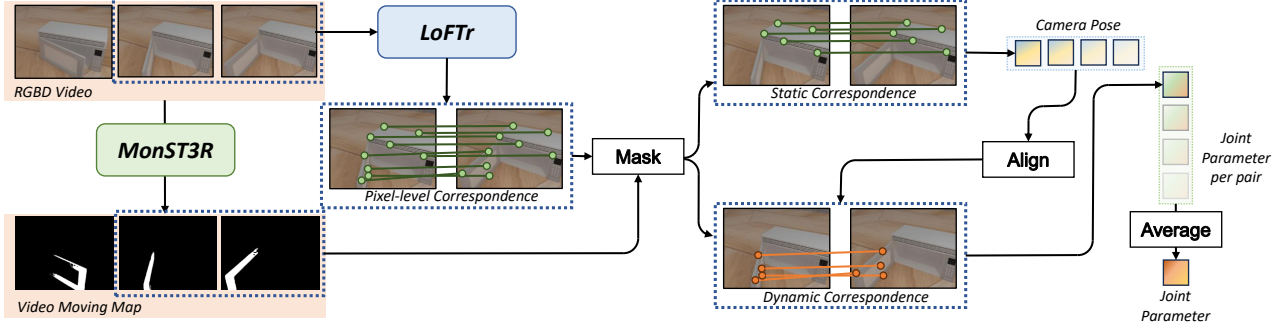 RGBD Video
LoFTr
MonST3R
Pixel-level Correspondence
Video Moving Map
Mask
Static Correspondence
Dynamic Correspondence
Camera Pose
Align
Joint
Parameter
per pair
Average
Joint
Parameter